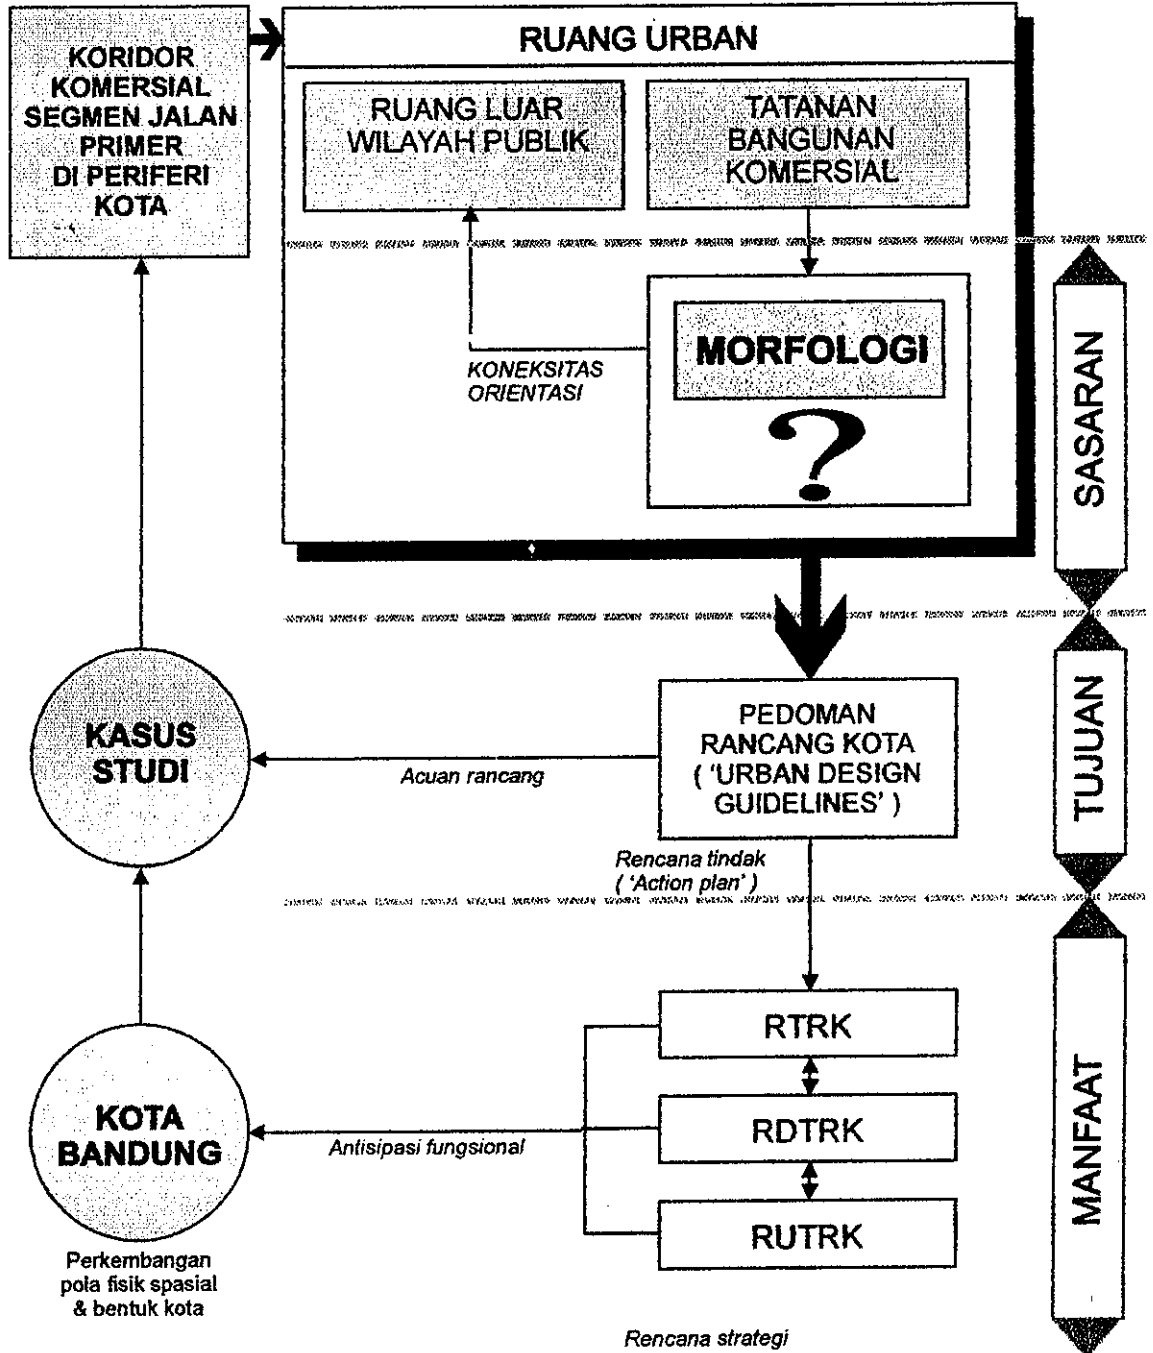 KORIDOR
KOMERSIAL
SEGMEN JALAN
PRIMER
DI PERIFERI
KOTA
RUANG URBAN
RUANG LUAR
WILAYAH PUBLIK
TATANAN
BANGUNAN
KOMERSIAL
MORFOLOGI
?
KONEKSITAS
ORIENTASI
SASARAN
KASUS
STUDI
Acuan rancang
PEDOMAN
RANCANG KOTA
( 'URBAN DESIGN
GUIDELINES' )
TUJUAN
Rencana tindak
( 'Action plan' )
RTRK
RDTRK
RUTRK
KOTA
BANDUNG
Antisipasi fungsional
MANFAAT
Perkembangan
pola fisik spasial
& bentuk kota
Rencana strategi